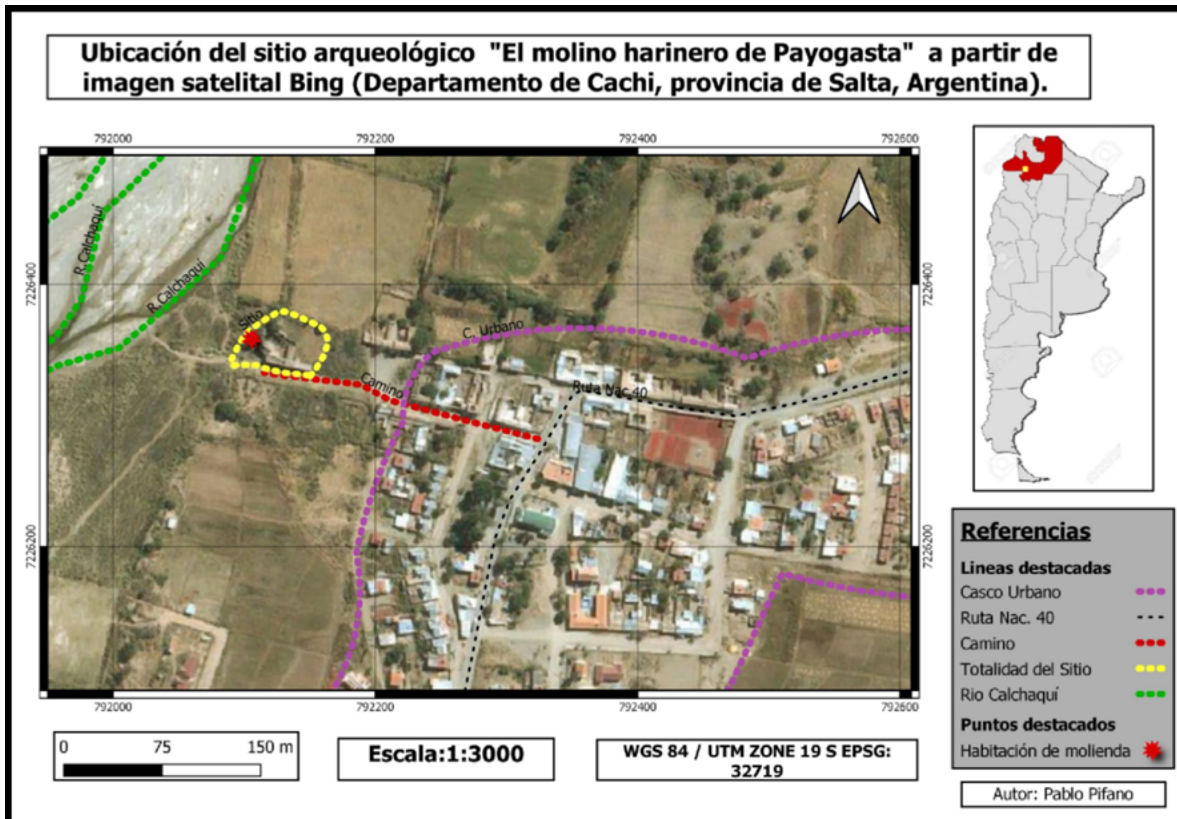 Ubicación del sitio arqueológico "El molino harinero de Payogasta" a partir de
imagen satelital Bing (Departamento de Cachi, provincia de Salta, Argentina).
792000
792200
792400
792600
7226400
7226400
R.Calchaquí
R.Calchaquí
Sitio
C. Urbano
Camino
Ruta Nac.40
7226200
7226200
792000
792200
792400
792600
0 75 150 m
Escala:1:3000
WGS 84 / UTM ZONE 19 S EPSG:
32719
Referencias
Lineas destacadas
Casco Urbano
Ruta Nac. 40
Camino
Totalidad del Sitio
Rio Calchaquí
Puntos destacados
Habitación de molienda
Autor: Pablo Pifano